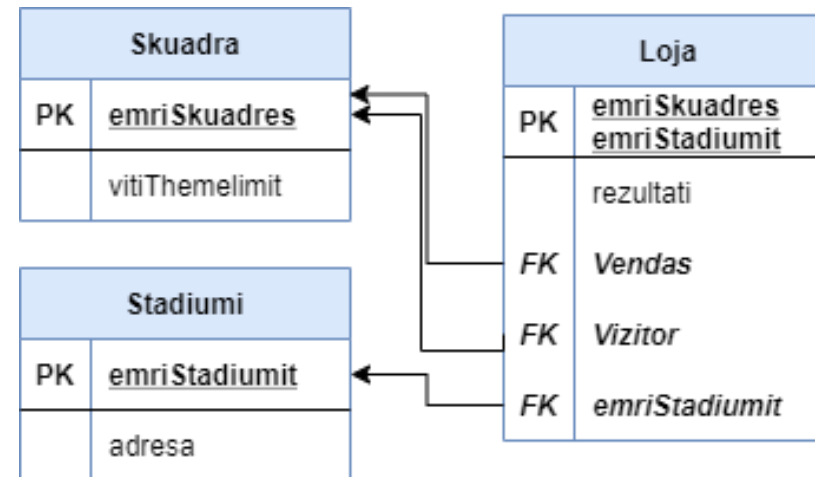 Skuadra
PK emriSkuadres
vitiThemelimit
Stadiumi
PK emriStadiumit
adresa
Loja
PK emriSkuadres
emriStadiumit
rezultati
FK Vendas
FK Vizitor
FK emriStadiumit